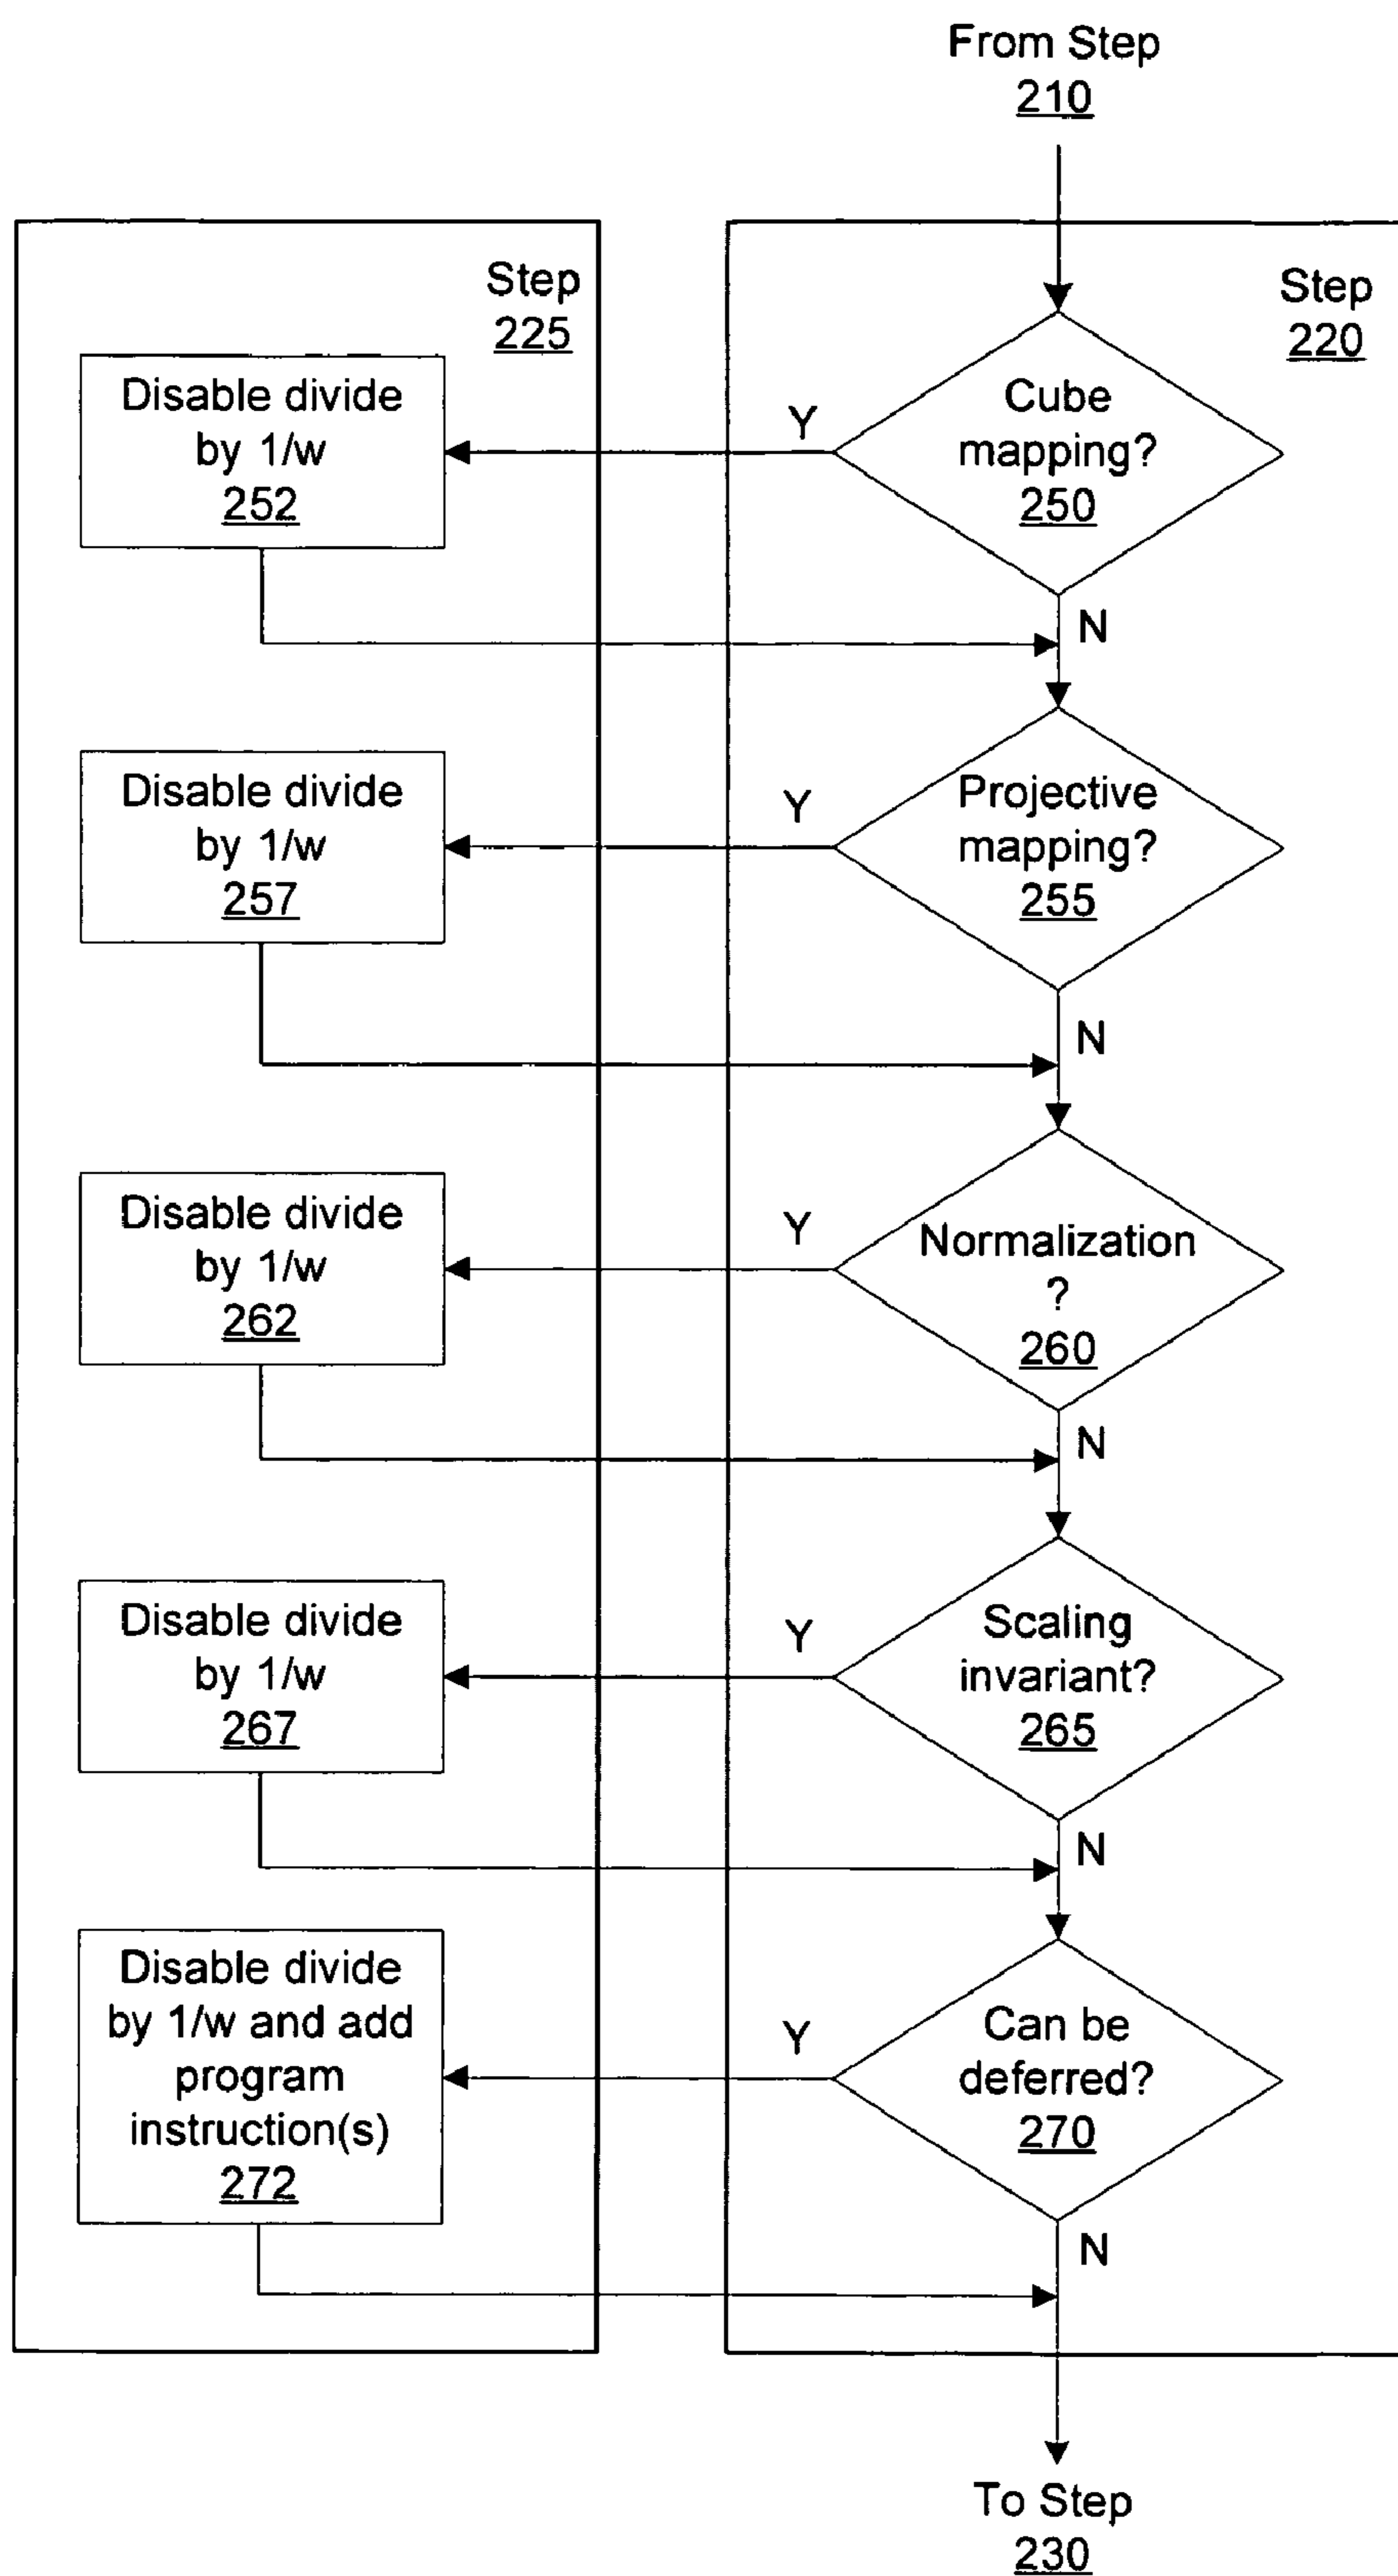 From Step
210
Step
225
Step
220
Cube
mapping?
250
Y
N
Disable divide
by 1/w
252
Projective
mapping?
255
Y
N
Disable divide
by 1/w
257
Normalization
?
260
Y
N
Disable divide
by 1/w
262
Scaling
invariant?
265
Y
N
Disable divide
by 1/w
267
Can be
deferred?
270
Y
N
Disable divide
by 1/w and add
program
instruction(s)
272
To Step
230